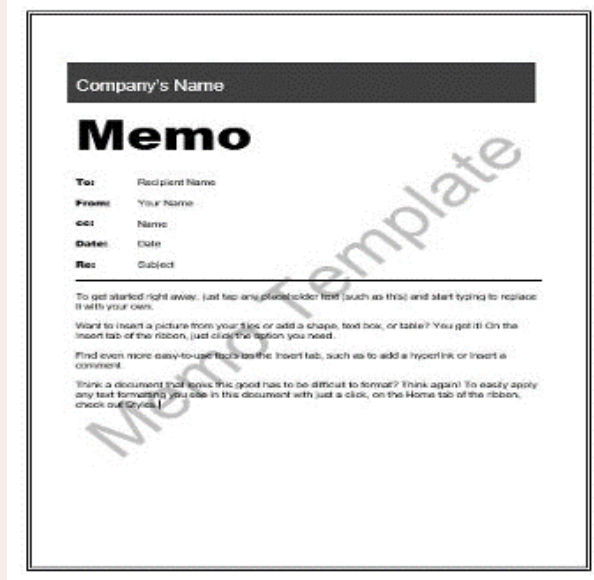 Company's Name
Memo
To: Recipient Name
From: Your Name
cc: Name
Date: Date
Re: Subject
To get started right away, just tap any placeholder text (such as this) and start typing to replace
it with your own.
Want to insert a picture from your files or add a shape, text box, or table? You got it! On the
Insert tab of the ribbon, just click the option you need.
Find even more easy-to-use tools on the Insert tab, such as to add a hyperlink or insert a
comment.
Think a document that looks this good has to be difficult to format? Think again! To easily apply
any text formatting you see in this document with just a click, on the Home tab of the ribbon,
check out Styles.
Memo Template